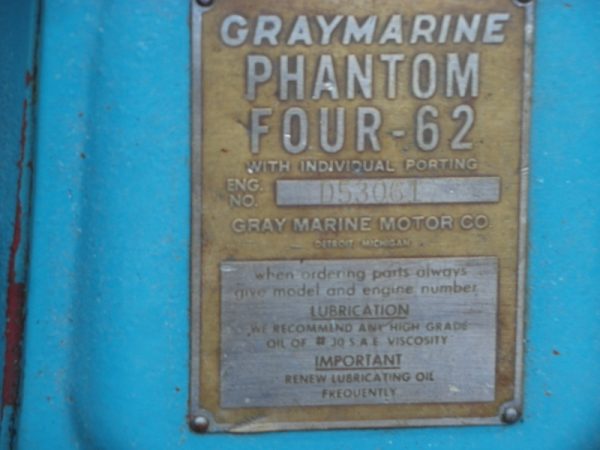 GRAYMARINE
PHANTOM
FOUR-62
WITH INDIVIDUAL PORTING
ENG. NO. D53061
GRAY MARINE MOTOR CO.
DETROIT, MICHIGAN
when ordering parts always
give model and engine number
LUBRICATION
WE RECOMMEND ANY HIGH GRADE
OIL OF # 30 S.A.E. VISCOSITY
IMPORTANT
RENEW LUBRICATING OIL
FREQUENTLY